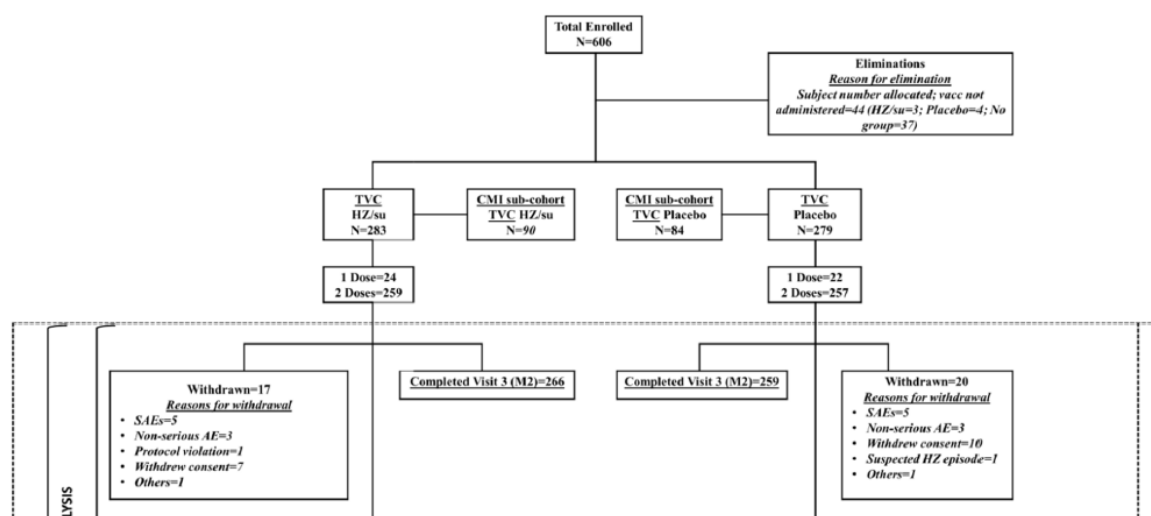 Total Enrolled
N=606
Eliminations
Reason for elimination
Subject number allocated; vacc not
administered=44 (HZ/su=3; Placebo=4; No
group=37)
TVC
HZ/su
N=283
CMI sub-cohort
TVC HZ/su
N=90
CMI sub-cohort
TVC Placebo
N=84
TVC
Placebo
N=279
1 Dose=24
2 Doses=259
1 Dose=22
2 Doses=257
Withdrawn=17
Reasons for withdrawal
• SAEs=5
• Non-serious AE=3
• Protocol violation=1
• Withdrew consent=7
• Others=1
Completed Visit 3 (M2)=266
Completed Visit 3 (M2)=259
Withdrawn=20
Reasons for withdrawal
• SAEs=5
• Non-serious AE=3
• Withdrew consent=10
• Suspected HZ episode=1
• Others=1
LYSIS